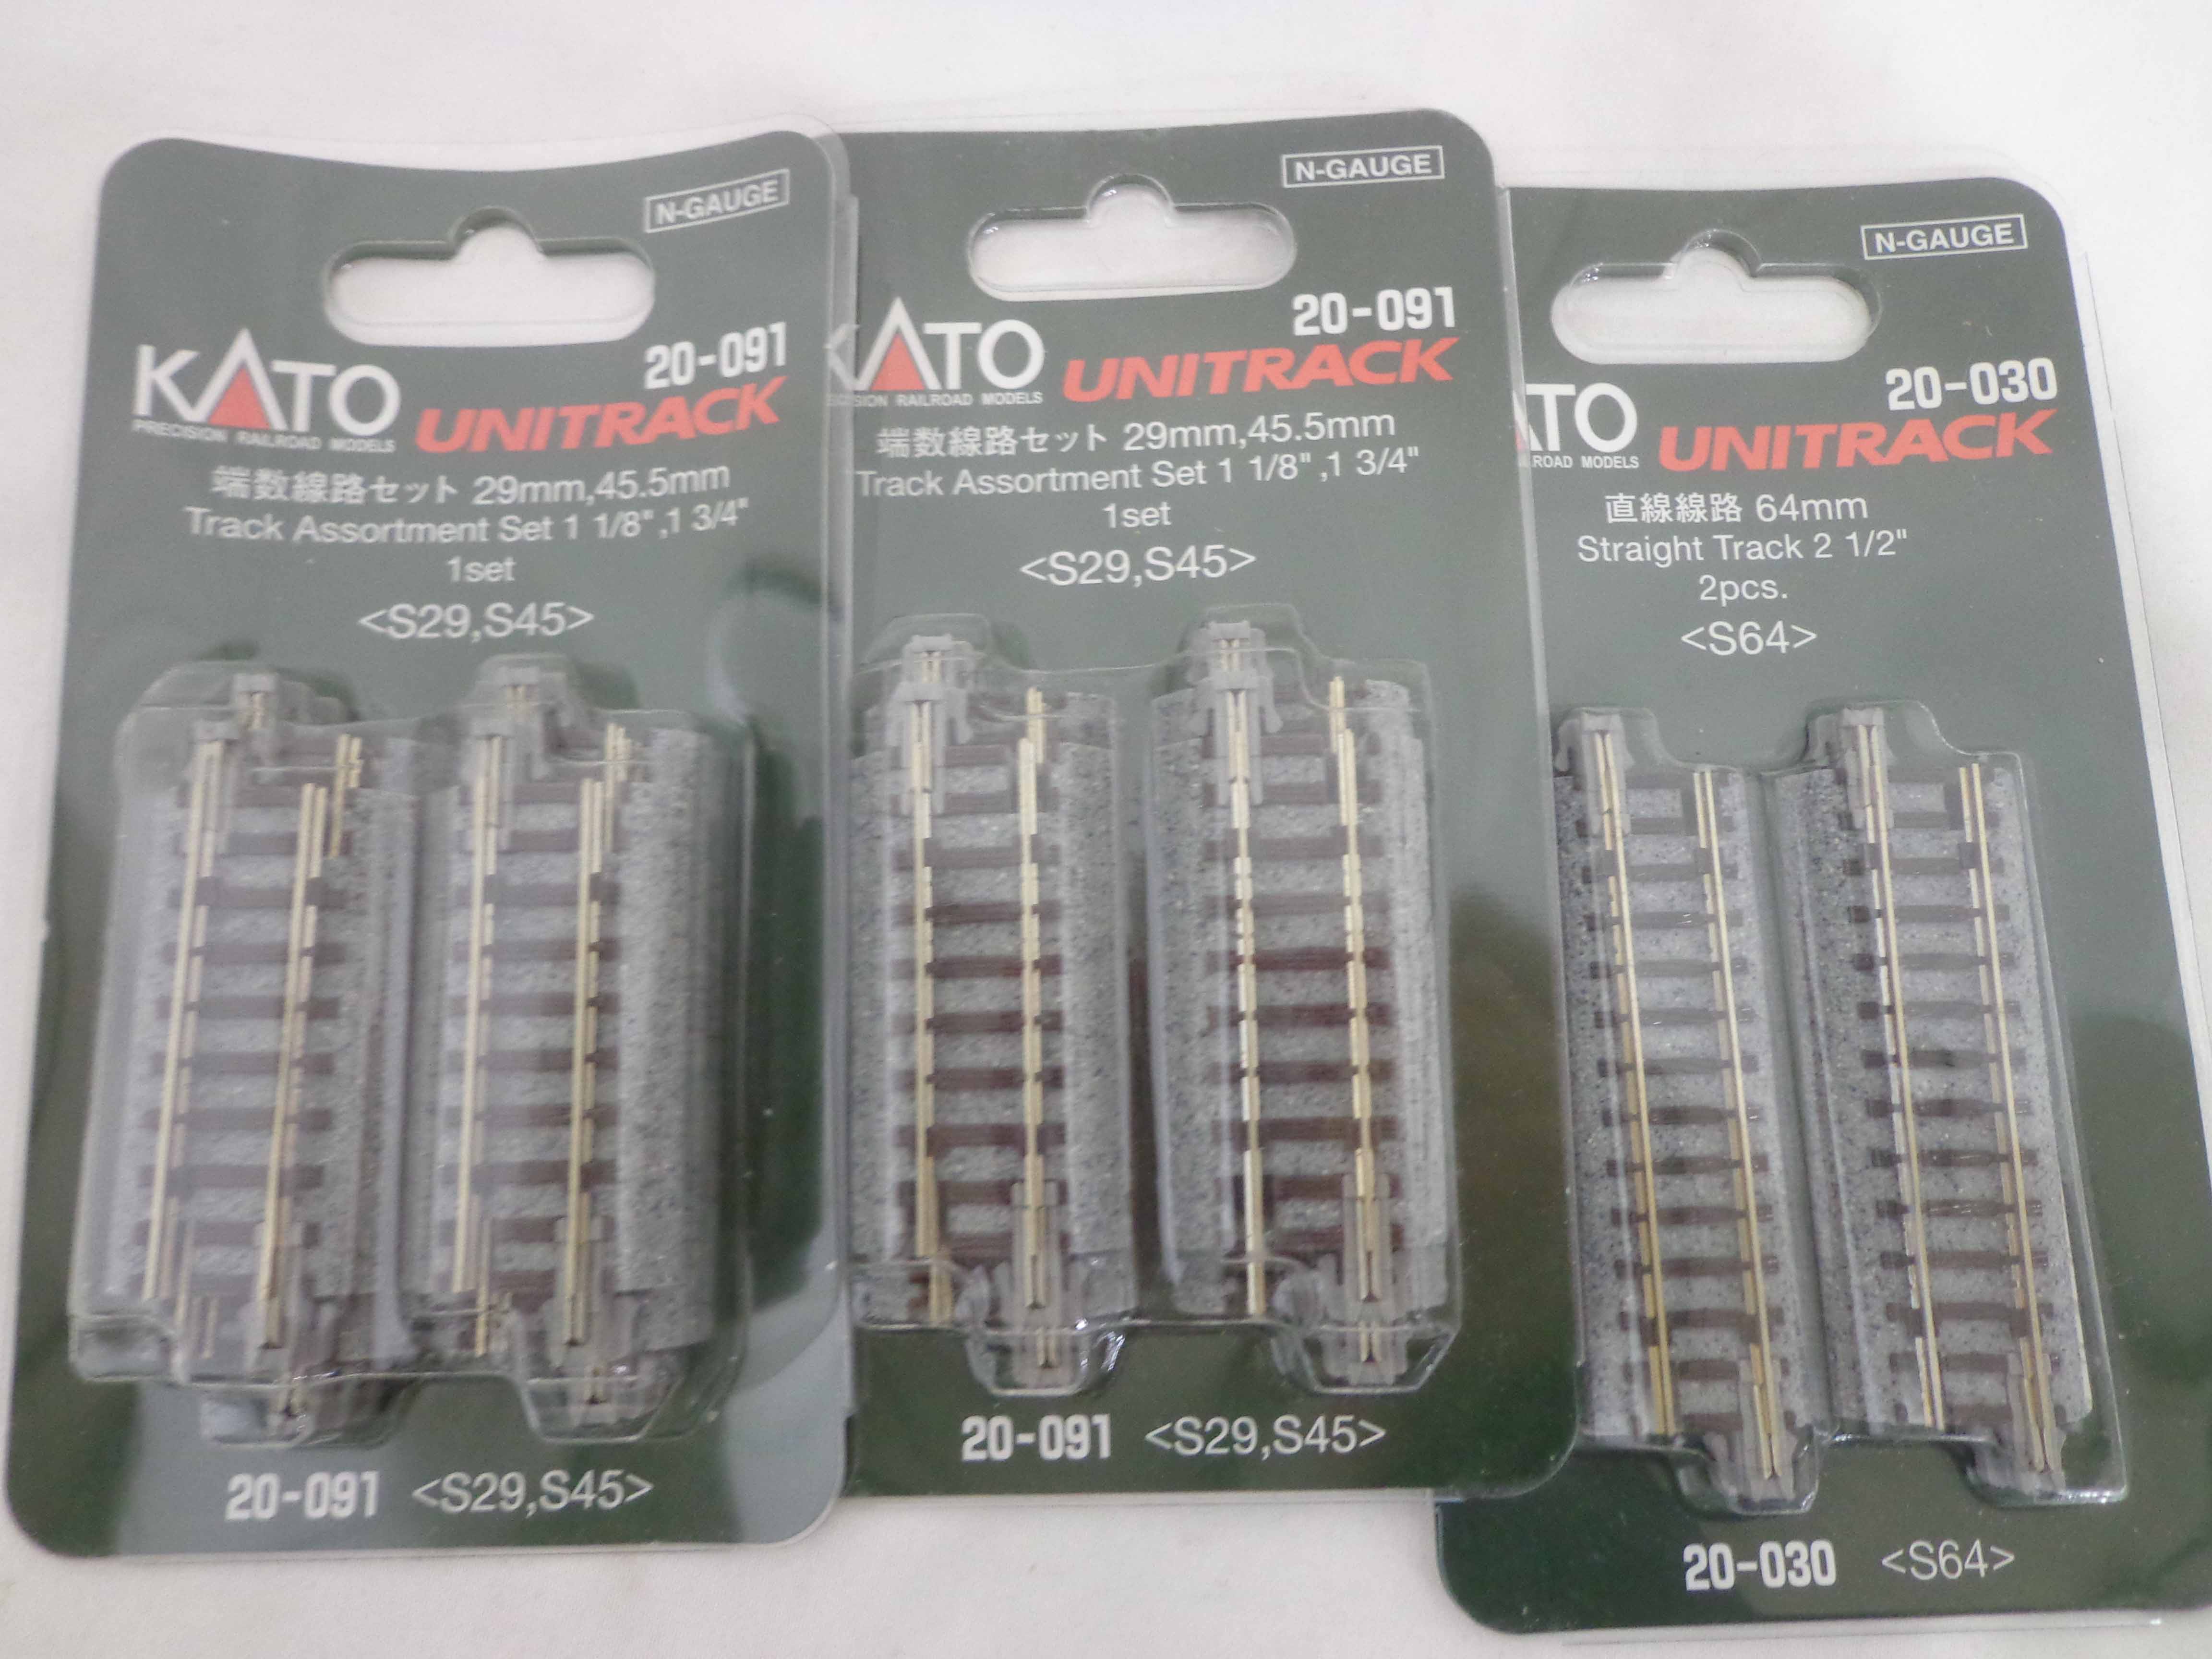 N-GAUGE
20-091
KATO
UNITRACK
PRECISION RAILROAD MODELS
端数線路セット 29mm,45.5mm
Track Assortment Set 1 1/8",1 3/4"
1set
<S29,S45>
20-091 <S29,S45>
N-GAUGE
20-091
KATO
UNITRACK
RAILROAD MODELS
端数線路セット 29mm,45.5mm
Track Assortment Set 1 1/8",1 3/4"
1set
<S29,S45>
20-091 <S29,S45>
N-GAUGE
20-030
ATO
UNITRACK
ROAD MODELS
直線線路 64mm
Straight Track 2 1/2"
2pcs.
<S64>
20-030 <S64>